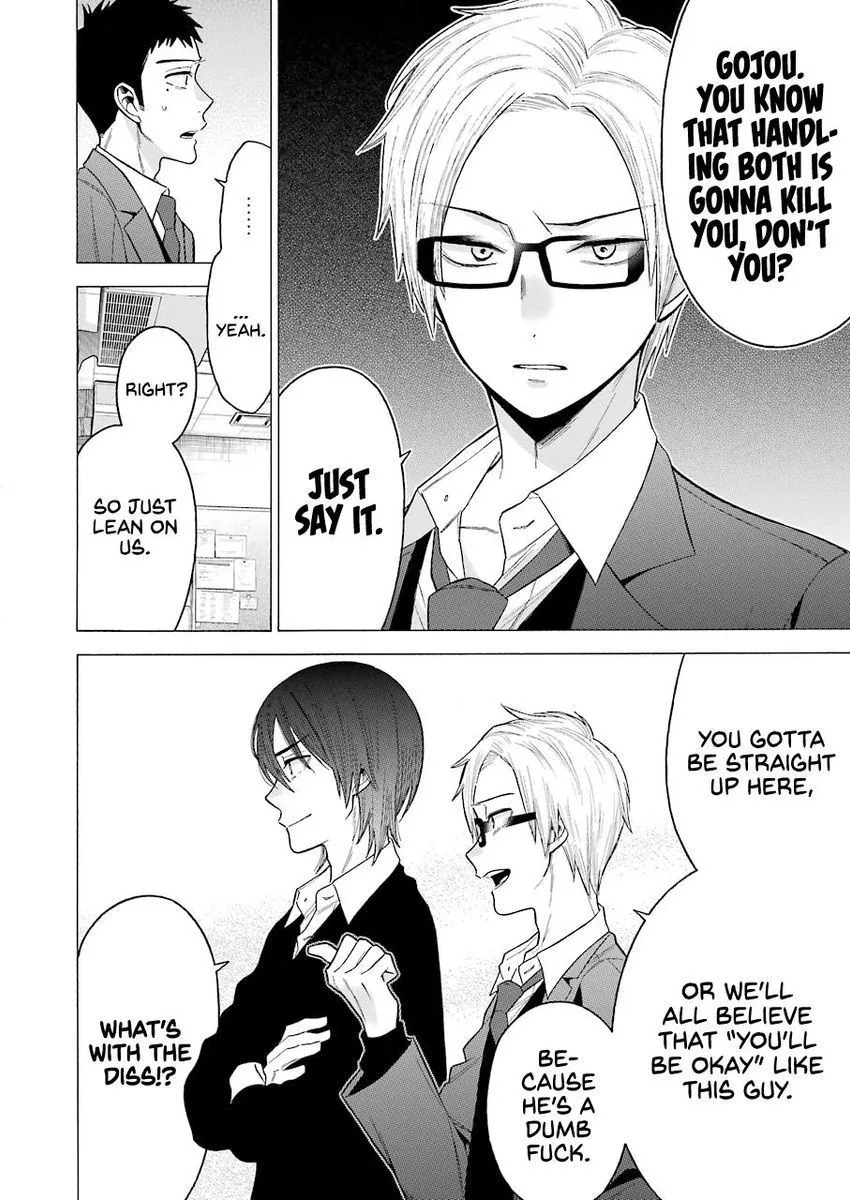 GOJOU.
YOU KNOW
THAT HANDL-
ING BOTH IS
GONNA KILL
YOU, DON'T
YOU?
JUST
SAY IT.
.........
...
YEAH.
RIGHT?
SO JUST
LEAN ON
US.
YOU GOTTA
BE STRAIGHT
UP HERE,
OR WE'LL
ALL BELIEVE
THAT "YOU'LL
BE OKAY" LIKE
THIS GUY.
BE-
CAUSE
HE'S A
DUMB
FUCK.
WHAT'S
WITH THE
DISS!?